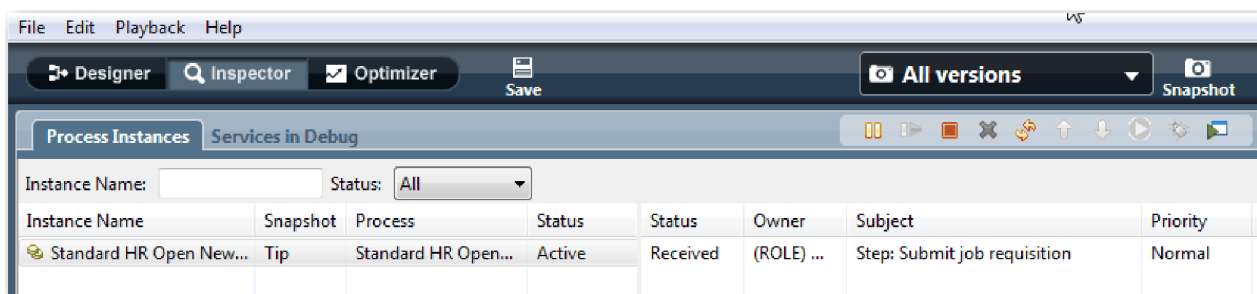 File Edit Playback Help
Designer Inspector Optimizer Save All versions Snapshot
Process Instances Services in Debug
Instance Name: Status: All
Instance Name Snapshot Process Status Status Owner Subject Priority
Standard HR Open New... Tip Standard HR Open... Active Received (ROLE) ... Step: Submit job requisition Normal